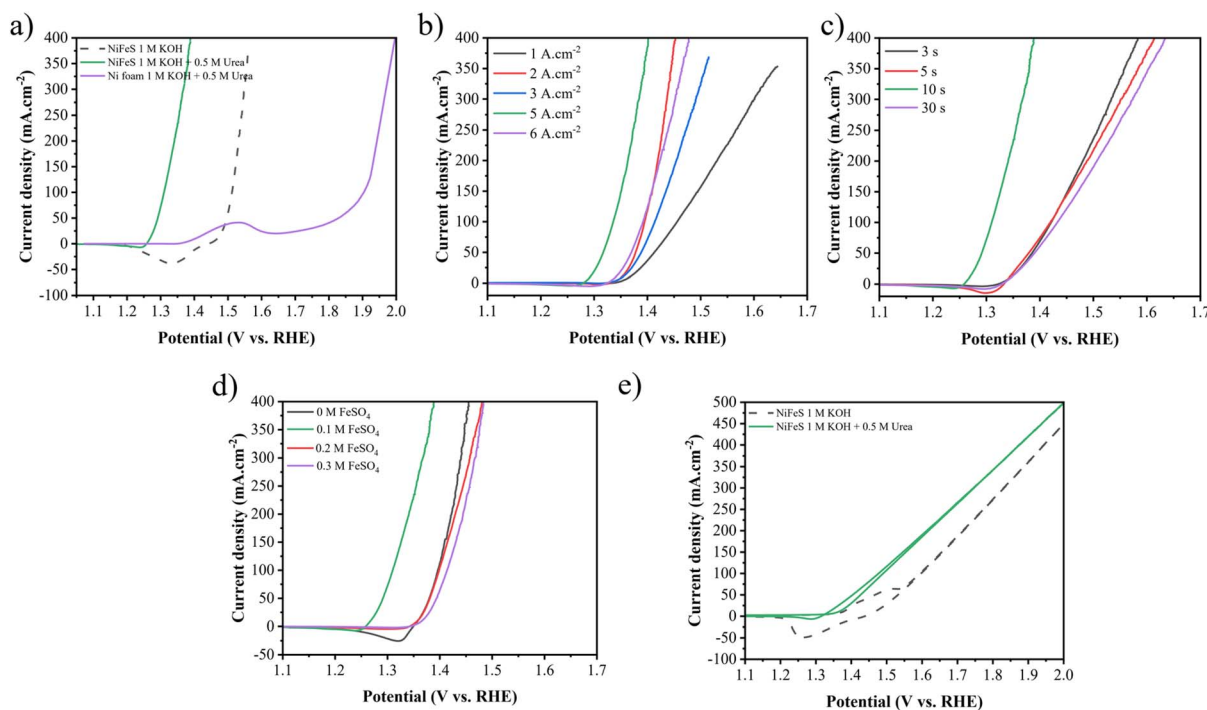 a)
NiFeS 1 M KOH
NiFeS 1 M KOH + 0.5 M Urea
Ni foam 1 M KOH + 0.5 M Urea
400
350
300
250
200
150
100
50
0
-50
-100
Current density (mA.cm⁻²)
1.1 1.2 1.3 1.4 1.5 1.6 1.7 1.8 1.9 2.0
Potential (V vs. RHE)
b)
1 A.cm⁻²
2 A.cm⁻²
3 A.cm⁻²
5 A.cm⁻²
6 A.cm⁻²
400
350
300
250
200
150
100
50
0
Current density (mA.cm⁻²)
1.1 1.2 1.3 1.4 1.5 1.6 1.7
Potential (V vs. RHE)
c)
3 s
5 s
10 s
30 s
400
350
300
250
200
150
100
50
0
Current density (mA.cm⁻²)
1.1 1.2 1.3 1.4 1.5 1.6 1.7
Potential (V vs. RHE)
d)
0 M FeSO₄
0.1 M FeSO₄
0.2 M FeSO₄
0.3 M FeSO₄
400
350
300
250
200
150
100
50
0
-50
Current density (mA.cm⁻²)
1.1 1.2 1.3 1.4 1.5 1.6 1.7
Potential (V vs. RHE)
e)
NiFeS 1 M KOH
NiFeS 1 M KOH + 0.5 M Urea
500
450
400
350
300
250
200
150
100
50
0
-50
-100
Current density (mA.cm⁻²)
1.1 1.2 1.3 1.4 1.5 1.6 1.7 1.8 1.9 2.0
Potential (V vs. RHE)